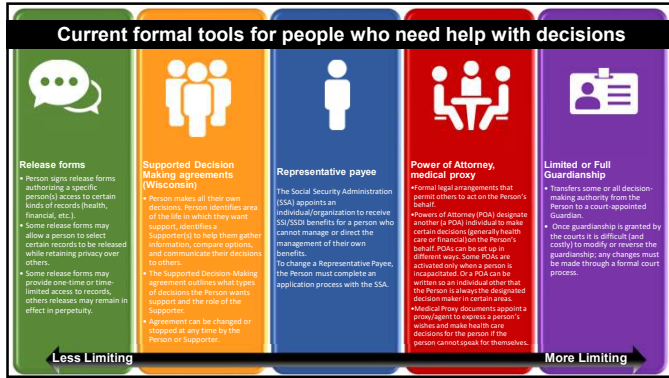 Current formal tools for people who need help with decisions
Release forms
• Person signs release forms
authorizing a specific
person(s) access to certain
kinds of records (health,
financial, etc.).
• Some release forms may
allow a person to select
certain records to be released
while retaining privacy over
others.
• Some release forms may
provide one-time or time-
limited access to records,
others releases may remain in
effect in perpetuity.
Supported Decision
Making agreements
(Wisconsin)
• Person makes all their own
decisions. Person identifies area
of the life in which they want
support, identifies a
Supporter(s) to help them gather
information, compare options,
and communicate their decisions
to others.
• The Supported Decision-Making
agreement outlines what types
of decisions the Person wants
support and the role of the
Supporter.
• Agreement can be changed or
stopped at any time by the
Person or Supporter.
Representative payee
The Social Security Administration
(SSA) appoints an
individual/organization to receive
SSI/SSDI benefits for a person who
cannot manage or direct the
management of their own
benefits.
To change a Representative Payee,
the Person must complete an
application process with the SSA.
Power of Attorney,
medical proxy
•Formal legal arrangements that
permit others to act on the Person's
behalf.
•Powers of Attorney (POA) designate
another (a POA) individual to make
certain decisions (generally health
care or financial) on the Person's
behalf. POAs can be set up in
different ways. Some POAs are
activated only when a person is
incapacitated. Or a POA can be
written so an individual other that
the Person is always the designated
decision maker in certain areas.
•Medical Proxy documents appoint a
proxy/agent to express a person's
wishes and make health care
decisions for the person if the
person cannot speak for themselves.
Limited or Full
Guardianship
• Transfers some or all decision-
making authority from the
Person to a court-appointed
Guardian.
• Once guardianship is granted by
the courts it is difficult (and
costly) to modify or reverse the
guardianship; any changes must
be made through a formal court
process.
Less Limiting
More Limiting